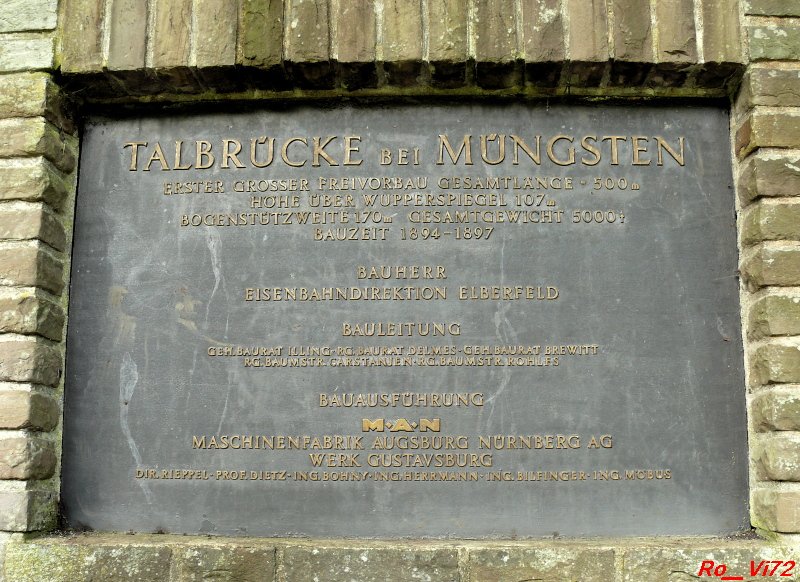 TALBRÜCKE BEI MÜNGSTEN
ERSTER GROSSER FREIVORBAU GESAMTLÄNGE · 500m
HÖHE ÜBER WUPPERSPIEGEL 107m
BOGENSTÜTZWEITE 170m GESAMTGEWICHT 5000t
BAUZEIT 1894-1897
BAUHERR
EISENBAHNDIREKTION ELBERFELD
BAULEITUNG
GEH.BAURAT ILLING·RG.BAURAT DELMES·GEH.BAURAT BREWITT
RG.BAUMSTR.CARSTANJEN·RG.BAUMSTR.ROHLFS
BAUAUSFÜHRUNG
M·A·N
MASCHINENFABRIK AUGSBURG NÜRNBERG AG
WERK GUSTAVSBURG
DIR.RIEPPEL·PROF.DIETZ·ING.BOHNY·ING.HERRMANN·ING.BILFINGER·ING.MÖBUS
Ro__Vi72